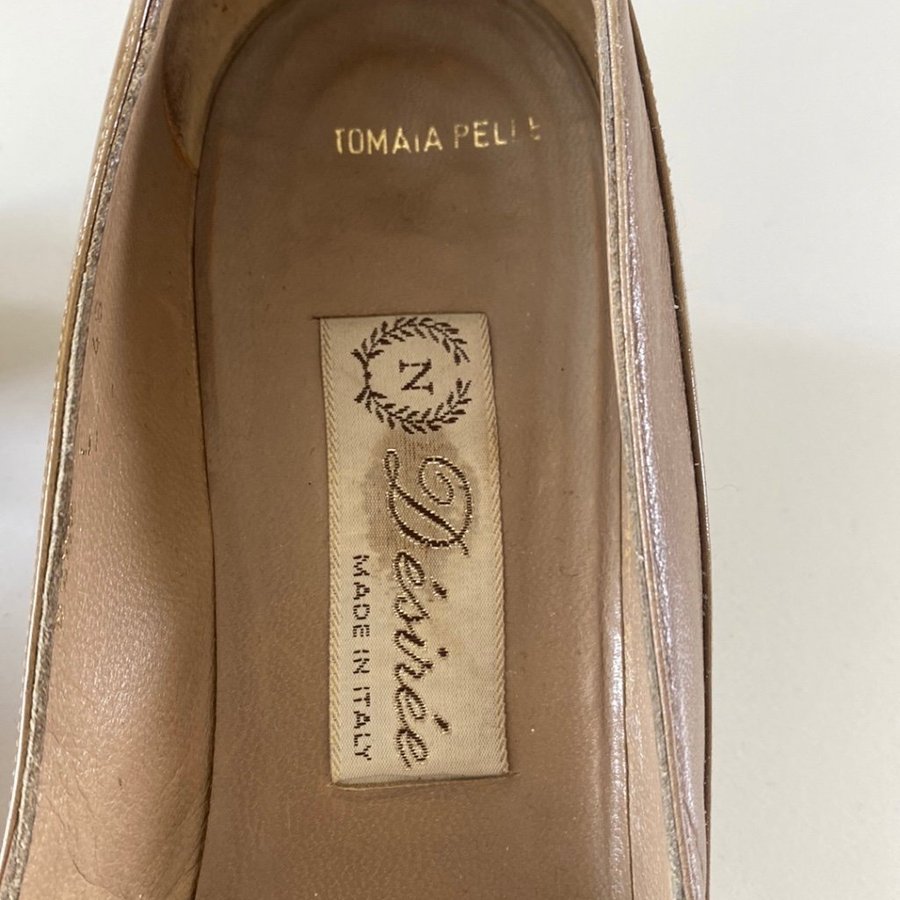 TOMAIA PELLE
N
Désirée
MADE IN ITALY